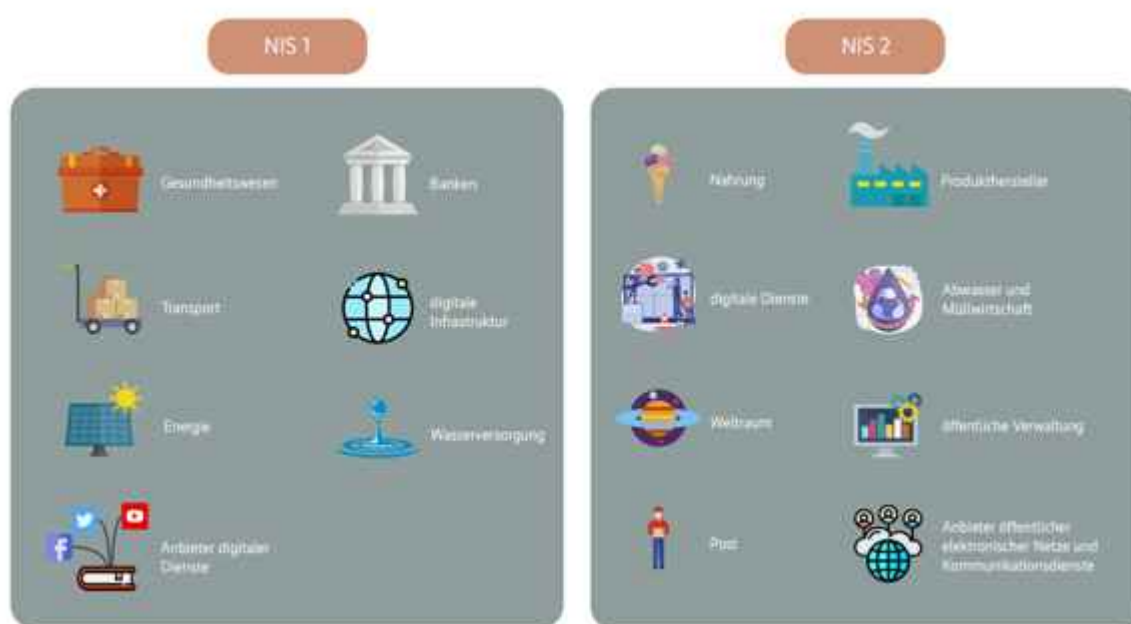 NIS 1
Gesundheitswesen
Banken
Transport
digitale
Infrastruktur
Energie
Wasserversorgung
Anbieter digitaler
Dienste
NIS 2
Nahrung
Produkthersteller
digitale Dienste
Abwasser und
Müllwirtschaft
Weltraum
öffentliche Verwaltung
Post
Anbieter öffentlicher
elektronischer Netze und
Kommunikationsdienste